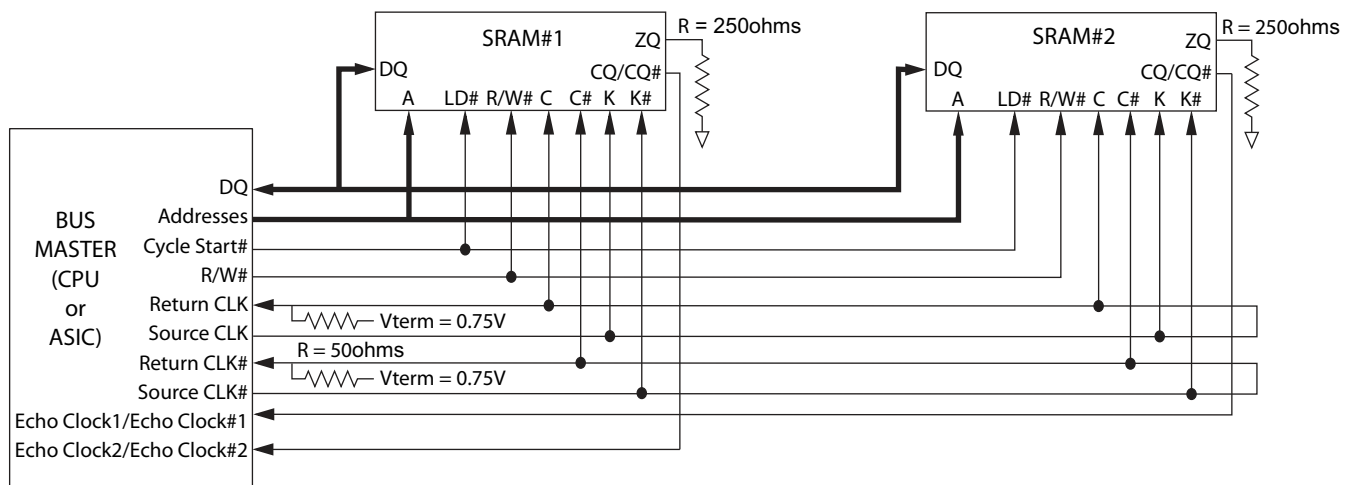 SRAM#1
ZQ
R = 250ohms
CQ/CQ#
DQ
A LD# R/W# C C# K K#
SRAM#2
ZQ
R = 250ohms
CQ/CQ#
DQ
A LD# R/W# C C# K K#
BUS
MASTER
(CPU
or
ASIC)
DQ
Addresses
Cycle Start#
R/W#
Return CLK
Source CLK
Return CLK#
Source CLK#
Echo Clock1/Echo Clock#1
Echo Clock2/Echo Clock#2
Vterm = 0.75V
R = 50ohms
Vterm = 0.75V